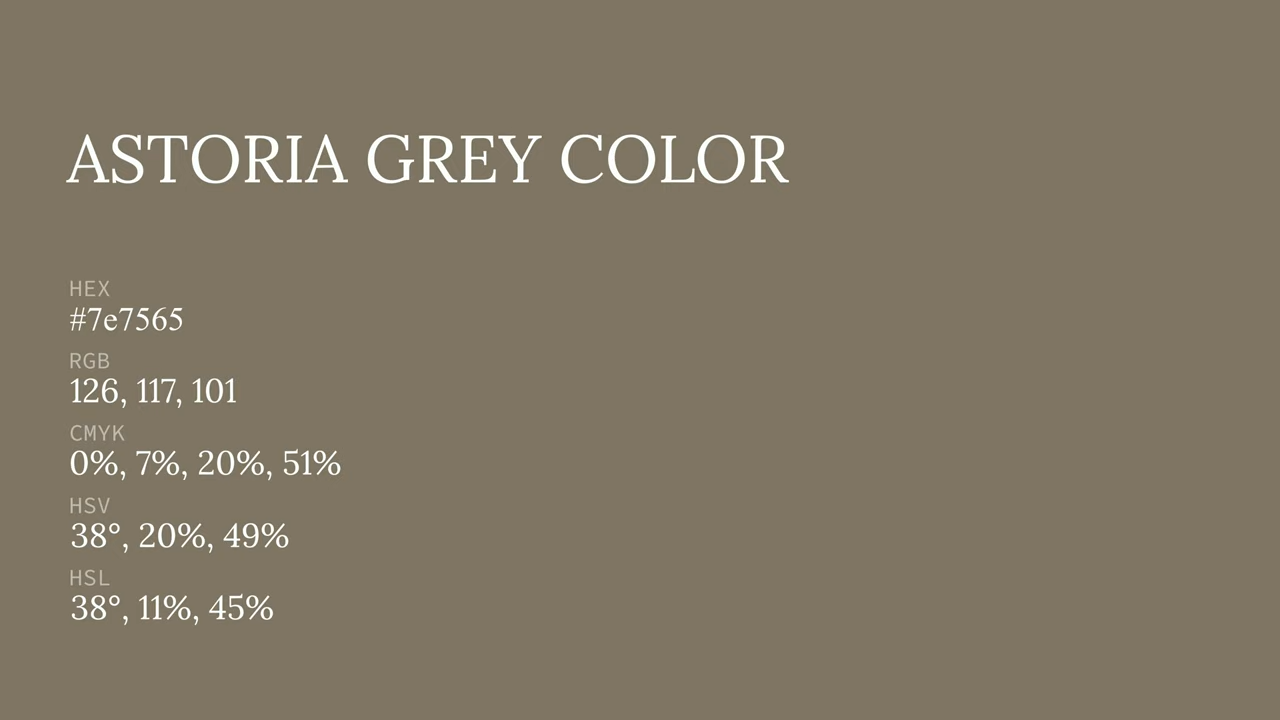 ASTORIA GREY COLOR
HEX
#7e7565
RGB
126, 117, 101
CMYK
0%, 7%, 20%, 51%
HSV
38°, 20%, 49%
HSL
38°, 11%, 45%